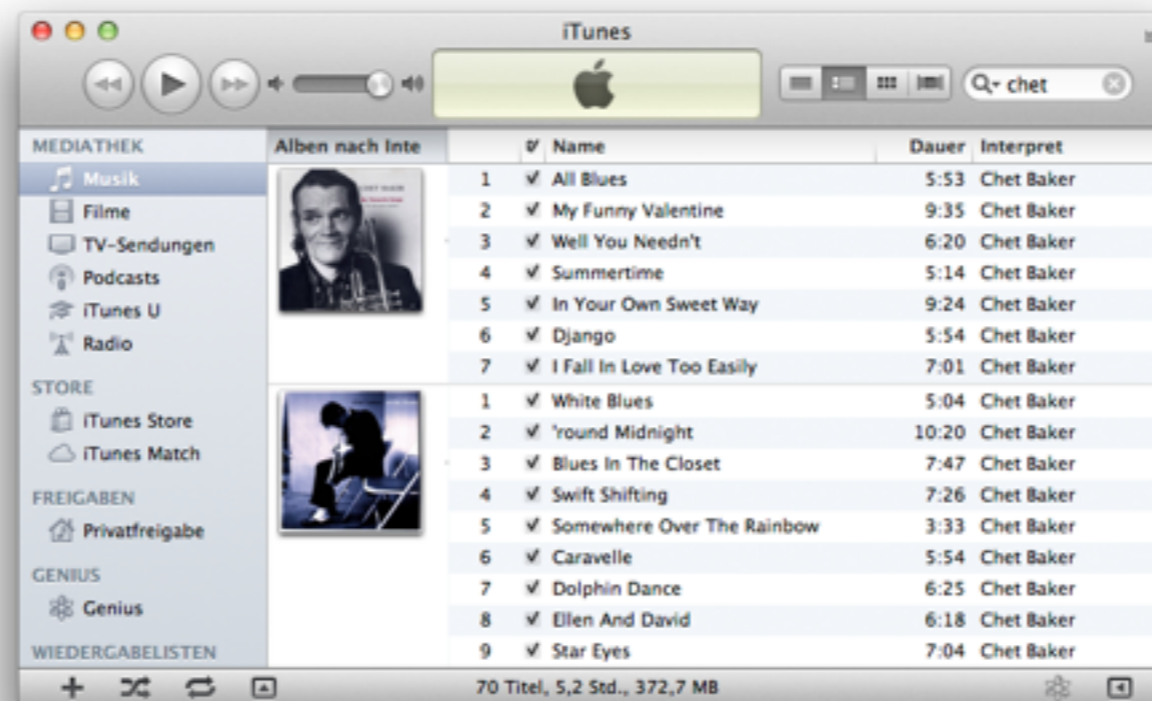 iTunes
chet
MEDIATHEK
Musik
Filme
TV-Sendungen
Podcasts
iTunes U
Radio
STORE
iTunes Store
iTunes Match
FREIGABEN
Privatfreigabe
GENIUS
Genius
WIEDERGABELISTEN
Alben nach Inte Name Dauer Interpret
1 ✓ All Blues 5:53 Chet Baker
2 ✓ My Funny Valentine 9:35 Chet Baker
3 ✓ Well You Needn't 6:20 Chet Baker
4 ✓ Summertime 5:14 Chet Baker
5 ✓ In Your Own Sweet Way 9:24 Chet Baker
6 ✓ Django 5:54 Chet Baker
7 ✓ I Fall In Love Too Easily 7:01 Chet Baker
1 ✓ White Blues 5:04 Chet Baker
2 ✓ 'round Midnight 10:20 Chet Baker
3 ✓ Blues In The Closet 7:47 Chet Baker
4 ✓ Swift Shifting 7:26 Chet Baker
5 ✓ Somewhere Over The Rainbow 3:33 Chet Baker
6 ✓ Caravelle 5:54 Chet Baker
7 ✓ Dolphin Dance 6:25 Chet Baker
8 ✓ Ellen And David 6:18 Chet Baker
9 ✓ Star Eyes 7:04 Chet Baker
70 Titel, 5,2 Std., 372,7 MB